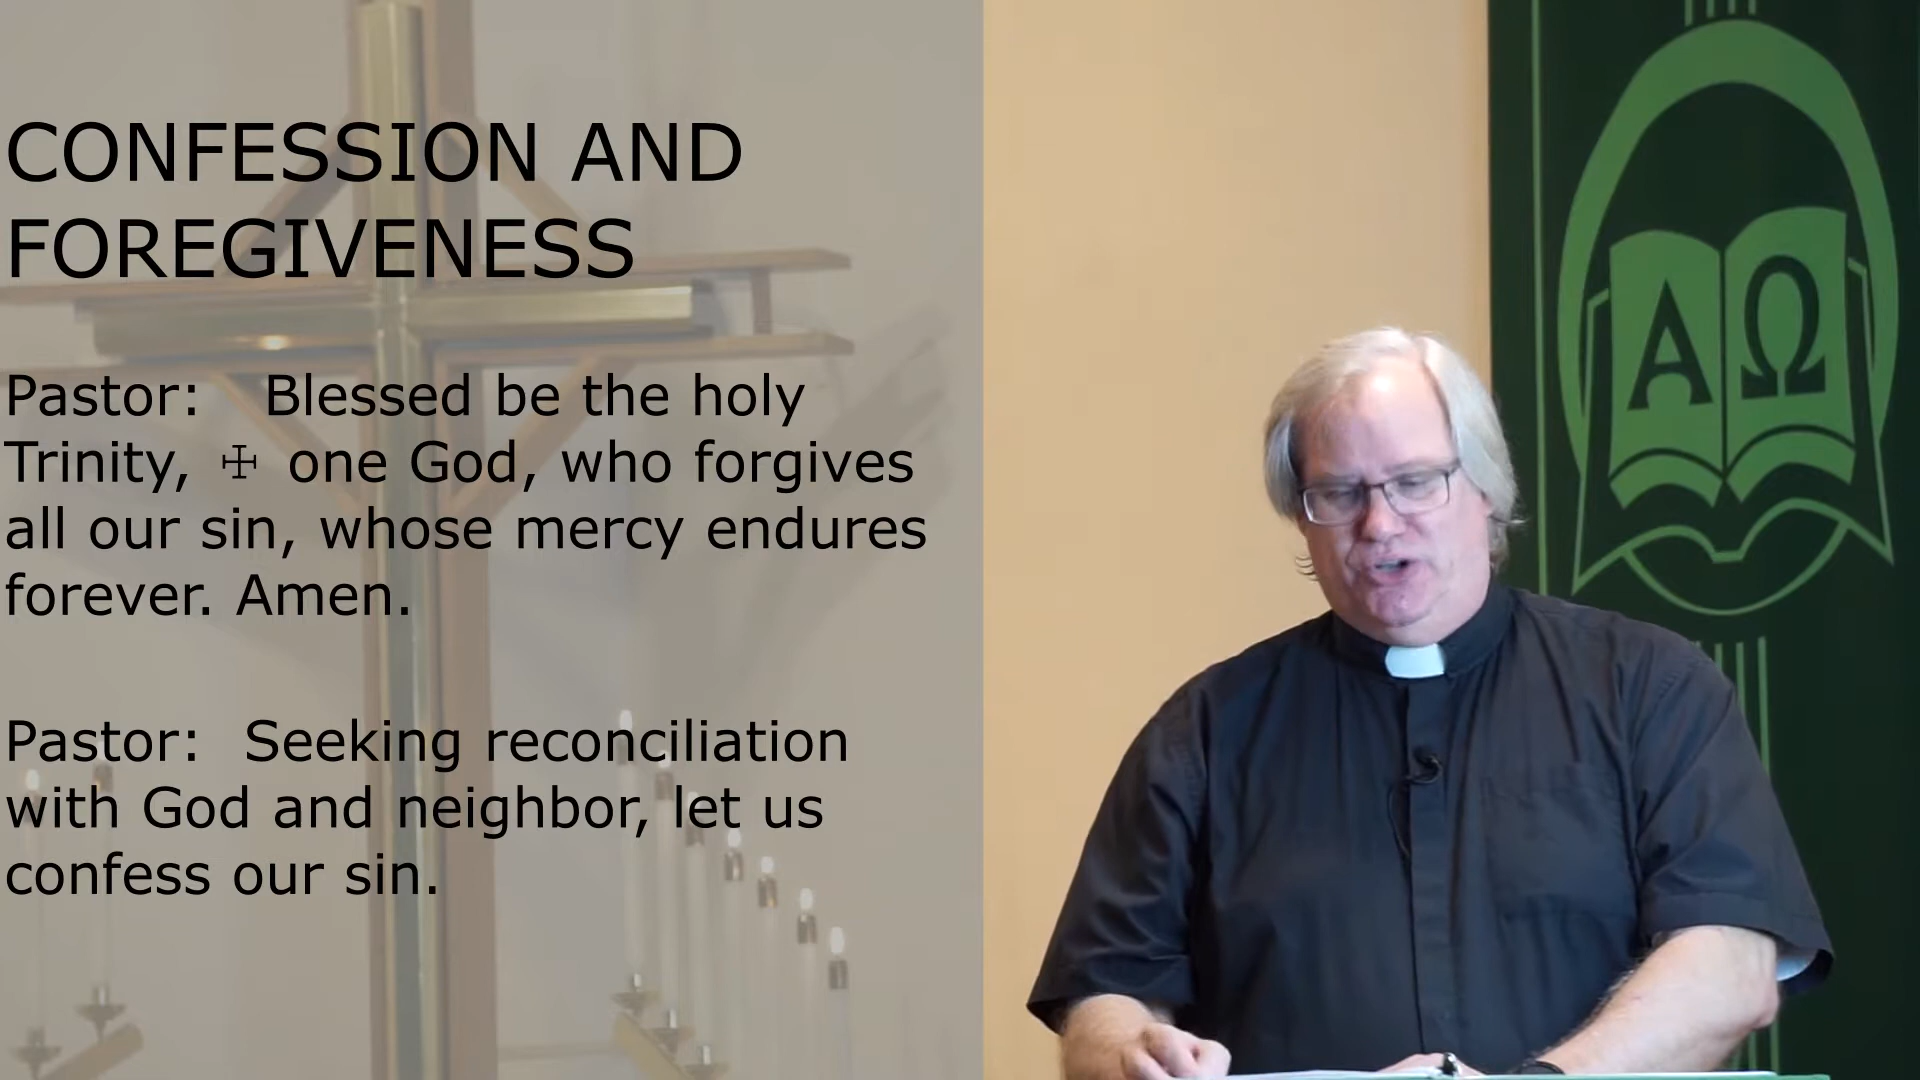 CONFESSION AND
FOREGIVENESS
Pastor: Blessed be the holy
Trinity, ☩ one God, who forgives
all our sin, whose mercy endures
forever. Amen.
Pastor: Seeking reconciliation
with God and neighbor, let us
confess our sin.
Α Ω